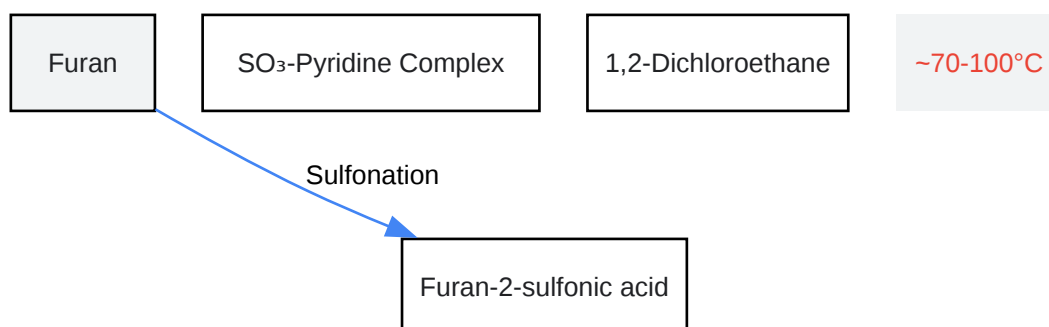 Furan
SO₃-Pyridine Complex
1,2-Dichloroethane
~70-100°C
Sulfonation
Furan-2-sulfonic acid